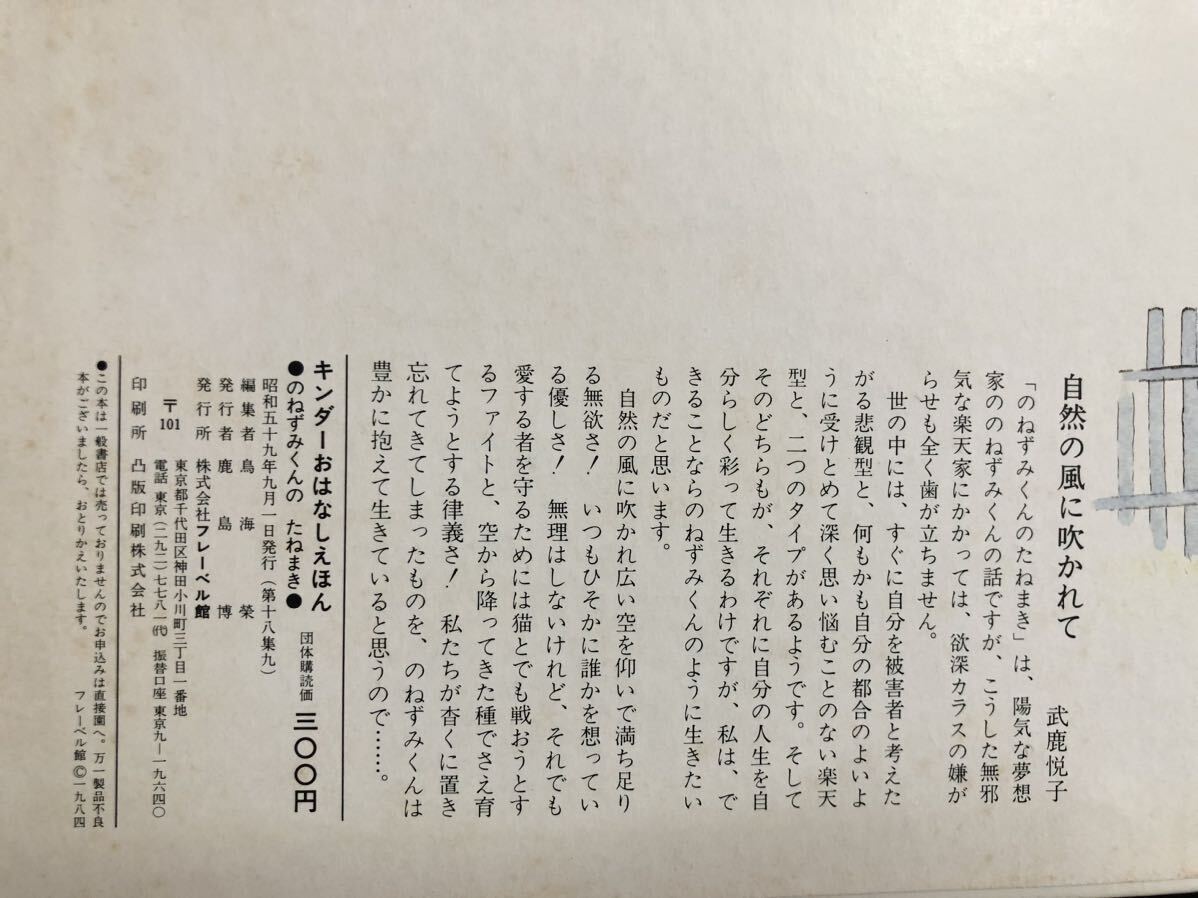 自然の風に吹かれて
武鹿悦子
「のねずみくんのたねまき」は、陽気な夢想
家ののねずみくんの話ですが、こうした無邪
気な楽天家にかかっては、欲深カラスの嫌が
らせも全く歯が立ちません。
世の中には、すぐに自分を被害者と考えた
がる悲観型と、何もかも自分の都合のよいよ
うに受けとめて深く思い悩むことのない楽天
型と、二つのタイプがあるようです。そして
そのどちらもが、それぞれに自分の人生を自
分らしく彩って生きるわけですが、私は、で
きることならのねずみくんのように生きたい
ものだと思います。
自然の風に吹かれ広い空を仰いで満ち足り
る無欲さ! いつもひそかに誰かを想ってい
る優しさ! 無理はしないけれど、それでも
愛する者を守るためには猫とでも戦おうとす
るファイトと、空から降ってきた種でさえ育
てようとする律義さ! 私たちが杳くに置き
忘れてきてしまったものを、のねずみくんは
豊かに抱えて生きていると思うので……。
キンダーおはなしえほん
●のねずみくんの たねまき●
団体購読価 三〇〇円
昭和五十九年九月一日発行(第十八集九)
編集者 鳥海榮
発行者 鹿島博
発行所 株式会社フレーベル館
東京都千代田区神田小川町三丁目一番地
〒101 電話 東京(二九二)七七八一(代) 振替口座 東京九—一九六四〇
印刷所 凸版印刷株式会社
●この本は一般書店では売っておりませんのでお申込みは直接園へ。万一製品不良
本がございましたら、おとりかえいたします。 フレーベル館©一九八四